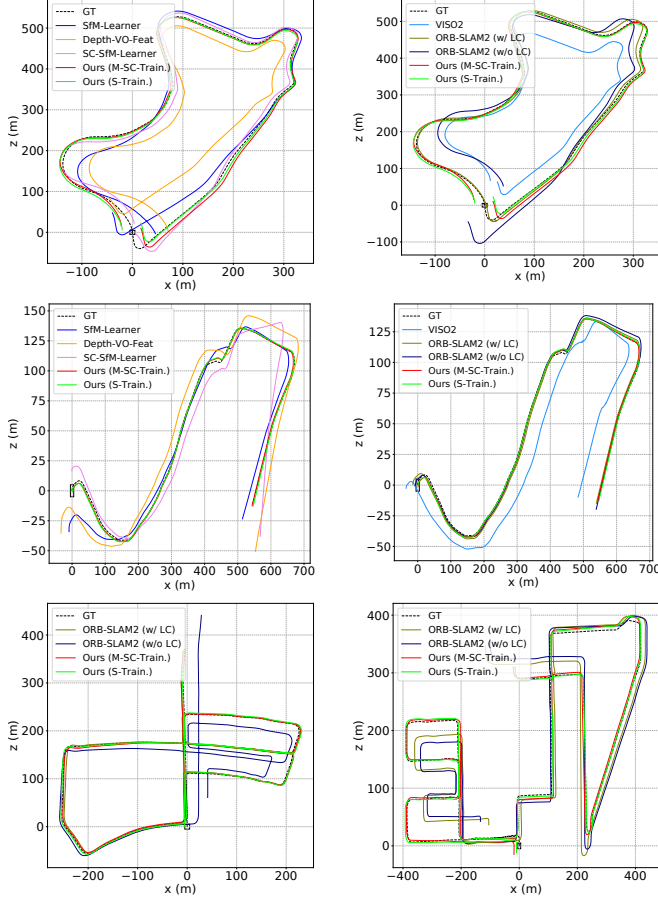 GT
SfM-Learner
Depth-VO-Feat
SC-SfM-Learner
Ours (M-SC-Train.)
Ours (S-Train.)
500
400
300
200
100
0
−100
0
100
200
300
x (m)
z (m)
GT
VISO2
ORB-SLAM2 (w/ LC)
ORB-SLAM2 (w/o LC)
Ours (M-SC-Train.)
Ours (S-Train.)
500
400
300
200
100
0
−100
−100
0
100
200
300
x (m)
z (m)
GT
SfM-Learner
Depth-VO-Feat
SC-SfM-Learner
Ours (M-SC-Train.)
Ours (S-Train.)
150
125
100
75
50
25
0
−25
−50
0
100
200
300
400
500
600
700
x (m)
z (m)
GT
VISO2
ORB-SLAM2 (w/ LC)
ORB-SLAM2 (w/o LC)
Ours (M-SC-Train.)
Ours (S-Train.)
125
100
75
50
25
0
−25
−50
0
100
200
300
400
500
600
700
x (m)
z (m)
GT
ORB-SLAM2 (w/ LC)
ORB-SLAM2 (w/o LC)
Ours (M-SC-Train.)
Ours (S-Train.)
400
300
200
100
0
−200
−100
0
100
200
x (m)
z (m)
GT
ORB-SLAM2 (w/ LC)
ORB-SLAM2 (w/o LC)
Ours (M-SC-Train.)
Ours (S-Train.)
400
300
200
100
0
−400
−200
0
200
400
x (m)
z (m)